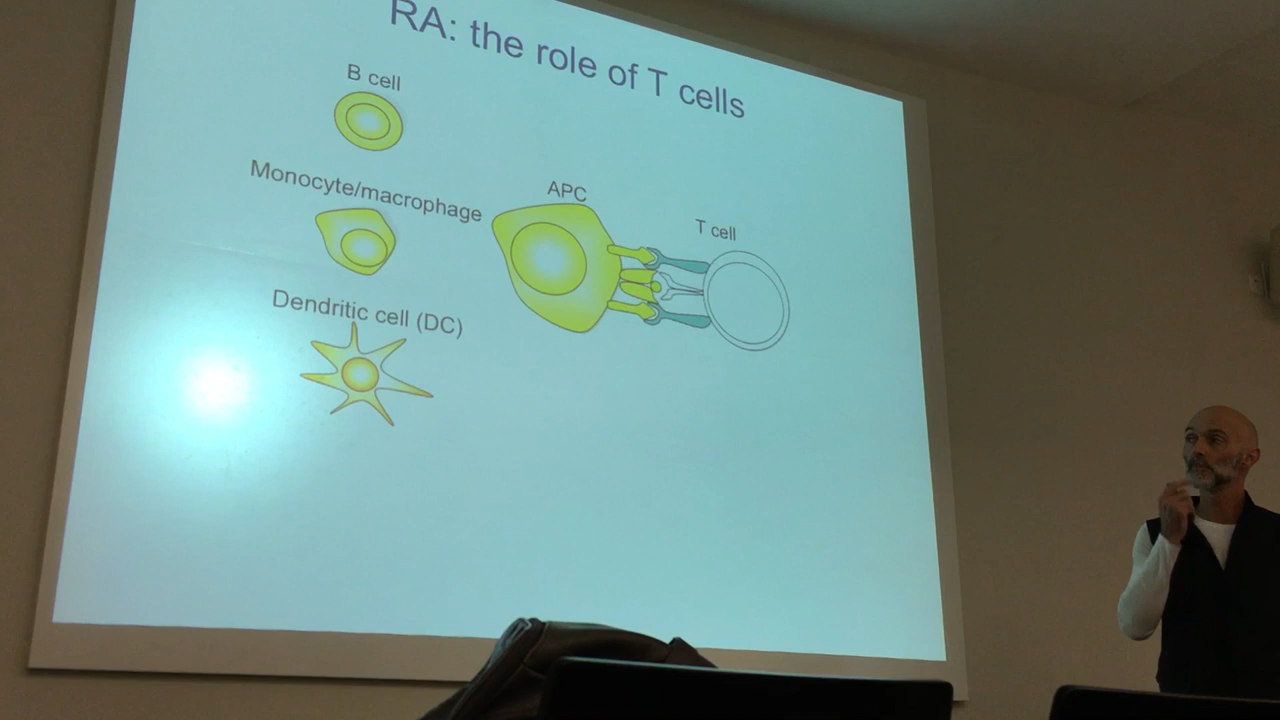 RA: the role of T cells
B cell
Monocyte/macrophage
APC
T cell
Dendritic cell (DC)